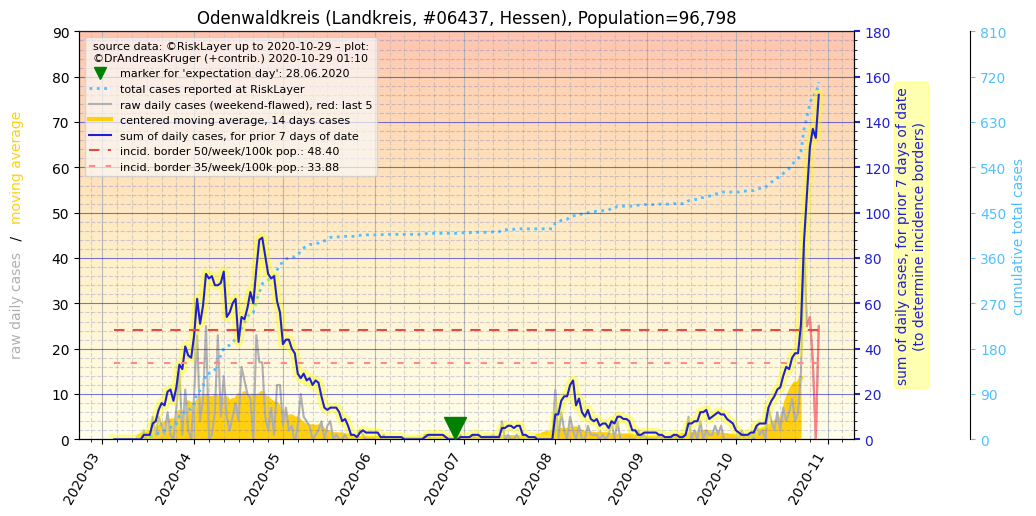 Odenwaldkreis (Landkreis, #06437, Hessen), Population=96,798
source data: ©RiskLayer up to 2020-10-29 – plot:
©DrAndreasKruger (+contrib.) 2020-10-29 01:10
marker for 'expectation day': 28.06.2020
total cases reported at RiskLayer
raw daily cases (weekend-flawed), red: last 5
centered moving average, 14 days cases
sum of daily cases, for prior 7 days of date
incid. border 50/week/100k pop.: 48.40
incid. border 35/week/100k pop.: 33.88
raw daily cases / moving average
90
80
70
60
50
40
30
20
10
0
2020-03
2020-04
2020-05
2020-06
2020-07
2020-08
2020-09
2020-10
2020-11
180
160
140
120
100
80
60
40
20
0
sum of daily cases, for prior 7 days of date
(to determine incidence borders)
810
720
630
540
450
360
270
180
90
0
cumulative total cases